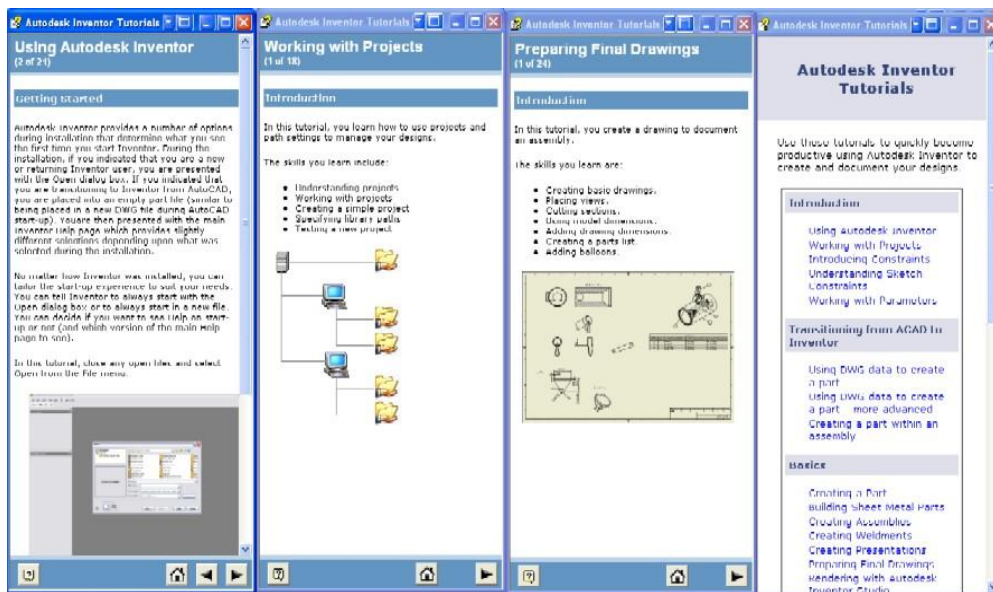 Autodesk Inventor Tutorials
Using Autodesk Inventor
(2 of 21)
Getting Started
Autodesk Inventor provides a number of options
during installation that determine what you see
the first time you start Inventor. During the
installation, if you indicated that you are a new
or returning Inventor user, you are presented
with the Open dialog box. If you indicated that
you are transitioning to Inventor from AutoCAD,
you are placed into an empty part file (similar to
being placed in a new DWG file during AutoCAD
start-up). You are then presented with the main
Inventor Help page which provides slightly
different selections depending upon what was
selected during the installation.
No matter how Inventor was installed, you can
tailor the start-up experience to suit your needs.
You can tell Inventor to always start with the
Open dialog box or to always start in a new file.
You can decide if you want to see Help on start-
up or not (and which version of the main Help
page to see).
In this tutorial, close any open files and select
Open from the File menu.
Autodesk Inventor Tutorials
Working with Projects
(1 of 18)
Introduction
In this tutorial, you learn how to use projects and
path settings to manage your designs.
The skills you learn include:
Understanding projects
Working with projects
Creating a simple project
Specifying library paths
Testing a new project
Autodesk Inventor Tutorials
Preparing Final Drawings
(1 of 24)
Introduction
In this tutorial, you create a drawing to document
an assembly.
The skills you learn are:
Creating basic drawings.
Placing views.
Cutting sections.
Using model dimensions.
Adding drawing dimensions.
Creating a parts list.
Adding balloons.
Autodesk Inventor Tutorials
Autodesk Inventor
Tutorials
Use these tutorials to quickly become
productive using Autodesk Inventor to
create and document your designs.
Introduction
Using Autodesk Inventor
Working with Projects
Introducing Constraints
Understanding Sketch
Constraints
Working with Parameters
Transitioning from ACAD to
Inventor
Using DWG data to create
a part
Using DWG data to create
a part more advanced
Creating a part within an
assembly
Basics
Creating a Part
Building Sheet Metal Parts
Creating Assemblies
Creating Weldments
Creating Presentations
Preparing Final Drawings
Rendering with Autodesk
Inventor Studio